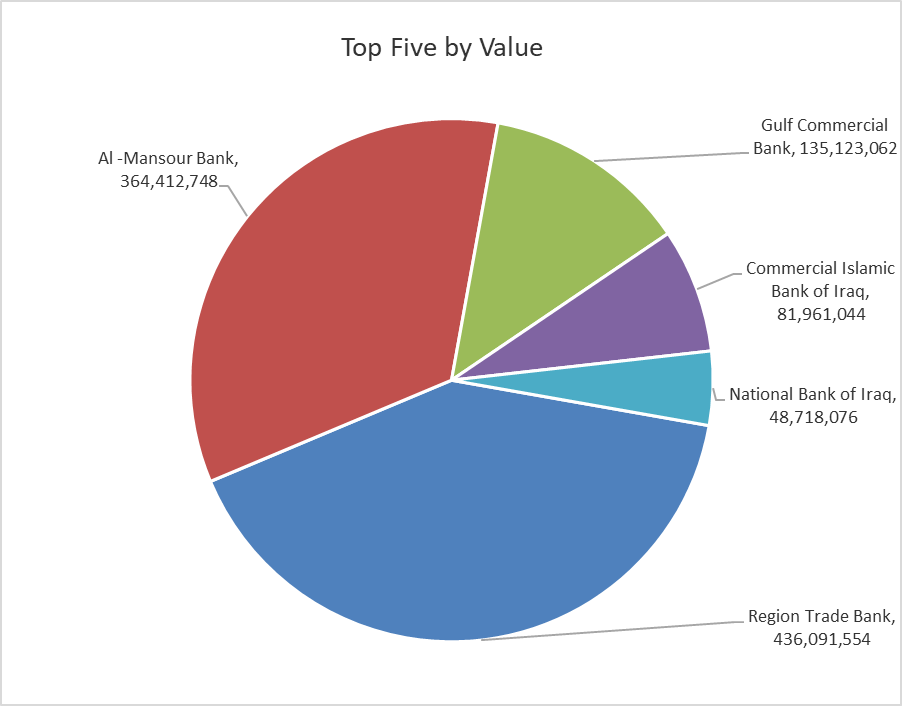 Top Five by Value
Gulf Commercial
Bank, 135,123,062
Al -Mansour Bank,
364,412,748
Commercial Islamic
Bank of Iraq,
81,961,044
National Bank of Iraq,
48,718,076
Region Trade Bank,
436,091,554